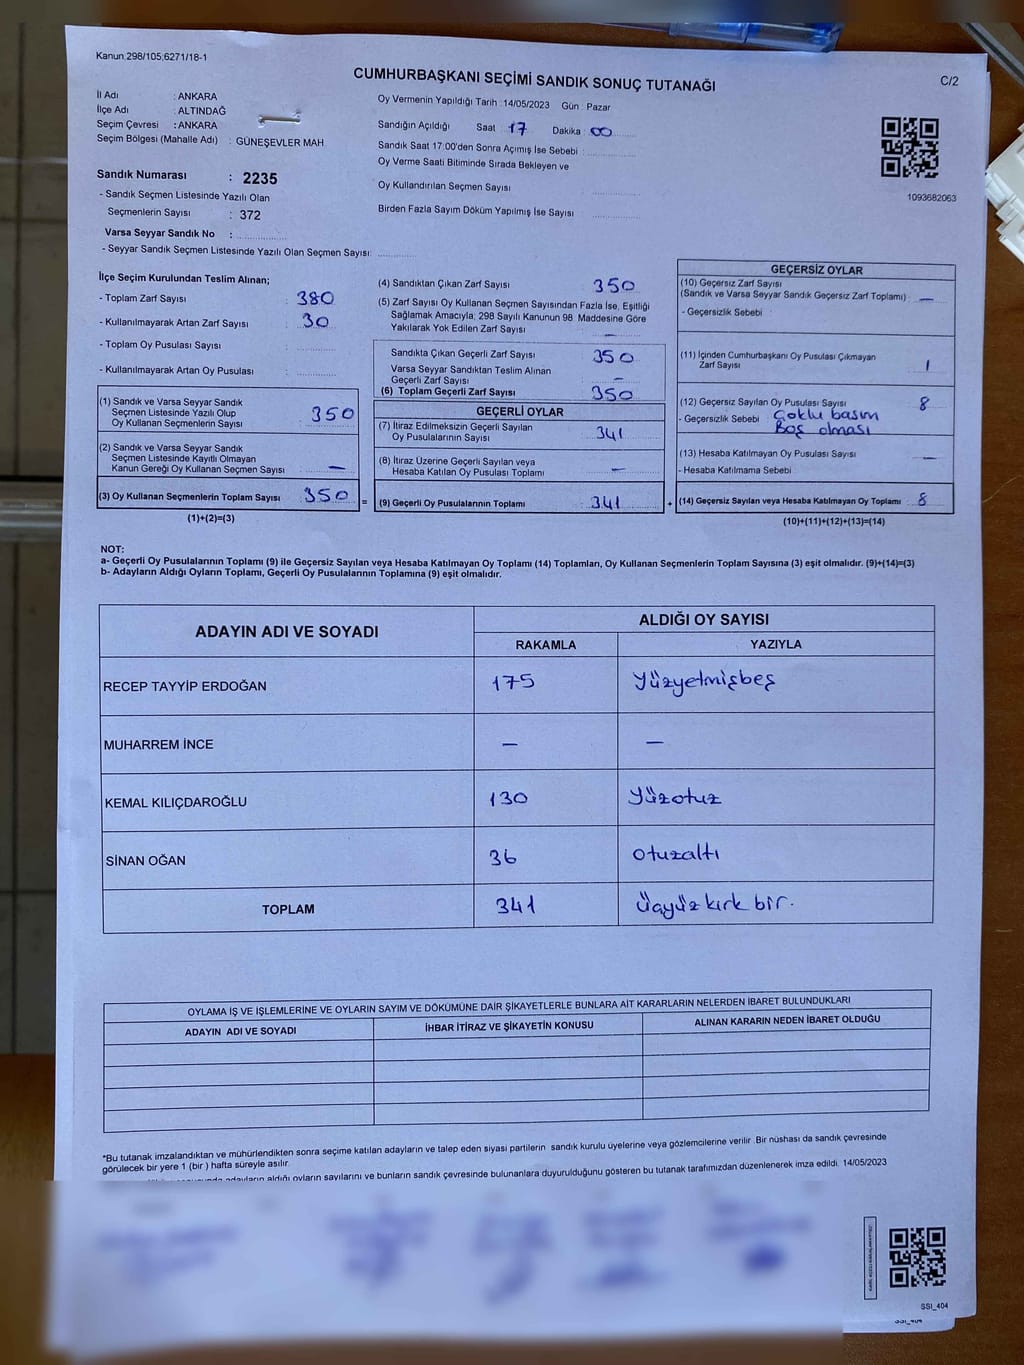 Kanun:298/105;6271/18-1
CUMHURBAŞKANI SEÇİMİ SANDIK SONUÇ TUTANAĞI
C/2
İl Adı : ANKARA
İlçe Adı : ALTINDAĞ
Seçim Çevresi : ANKARA
Seçim Bölgesi (Mahalle Adı) : GÜNEŞEVLER MAH
Sandık Numarası : 2235
- Sandık Seçmen Listesinde Yazılı Olan
Seçmenlerin Sayısı : 372
Varsa Seyyar Sandık No :
- Seyyar Sandık Seçmen Listesinde Yazılı Olan Seçmen Sayısı:
Oy Vermenin Yapıldığı Tarih :14/05/2023 Gün : Pazar
Sandığın Açıldığı Saat : 17 Dakika : 00
Sandık Saat 17:00'den Sonra Açımış İse Sebebi :
Oy Verme Saati Bitiminde Sırada Bekleyen ve
Oy Kullandırılan Seçmen Sayısı
Birden Fazla Sayım Döküm Yapılmış İse Sayısı
1093682063
İlçe Seçim Kurulundan Teslim Alınan;
- Toplam Zarf Sayısı : 380
- Kullanılmayarak Artan Zarf Sayısı : 30
- Toplam Oy Pusulası Sayısı :
- Kullanılmayarak Artan Oy Pusulası :
(1) Sandık ve Varsa Seyyar Sandık
Seçmen Listesinde Yazılı Olup
Oy Kullanan Seçmenlerin Sayısı : 350
(2) Sandık ve Varsa Seyyar Sandık
Seçmen Listesinde Kayıtlı Olmayan
Kanun Gereği Oy Kullanan Seçmen Sayısı : —
(3) Oy Kullanan Seçmenlerin Toplam Sayısı : 350 =
(1)+(2)=(3)
(4) Sandıktan Çıkan Zarf Sayısı 350
(5) Zarf Sayısı Oy Kullanan Seçmen Sayısından Fazla İse, Eşitliği
Sağlamak Amacıyla; 298 Sayılı Kanunun 98. Maddesine Göre
Yakılarak Yok Edilen Zarf Sayısı —
Sandıkta Çıkan Geçerli Zarf Sayısı 350
Varsa Seyyar Sandıktan Teslim Alınan
Geçerli Zarf Sayısı —
(6) Toplam Geçerli Zarf Sayısı 350
GEÇERLİ OYLAR
(7) İtiraz Edilmeksizin Geçerli Sayılan
Oy Pusulalarının Sayısı 341
(8) İtiraz Üzerine Geçerli Sayılan veya
Hesaba Katılan Oy Pusulası Toplamı —
(9) Geçerli Oy Pusulalarının Toplamı 341 +
GEÇERSİZ OYLAR
(10) Geçersiz Zarf Sayısı
(Sandık ve Varsa Seyyar Sandık Geçersiz Zarf Toplamı) : —
- Geçersizlik Sebebi :
(11) İçinden Cumhurbaşkanı Oy Pusulası Çıkmayan
Zarf Sayısı : 1
(12) Geçersiz Sayılan Oy Pusulası Sayısı : 8
- Geçersizlik Sebebi : Çoklu basım
Boş olması
(13) Hesaba Katılmayan Oy Pusulası Sayısı : —
- Hesaba Katılmama Sebebi
(14) Geçersiz Sayılan veya Hesaba Katılmayan Oy Toplamı : 8
(10)+(11)+(12)+(13)=(14)
NOT:
a- Geçerli Oy Pusulalarının Toplamı (9) ile Geçersiz Sayılan veya Hesaba Katılmayan Oy Toplamı (14) Toplamları, Oy Kullanan Seçmenlerin Toplam Sayısına (3) eşit olmalıdır. (9)+(14)=(3)
b- Adayların Aldığı Oyların Toplamı, Geçerli Oy Pusulalarının Toplamına (9) eşit olmalıdır.
ADAYIN ADI VE SOYADI
ALDIĞI OY SAYISI
RAKAMLA YAZIYLA
RECEP TAYYİP ERDOĞAN 175 Yüzyetmişbeş
MUHARREM İNCE — —
KEMAL KILIÇDAROĞLU 130 Yüzotuz
SİNAN OĞAN 36 Otuzaltı
TOPLAM 341 Üçyüz kırk bir.
OYLAMA İŞ VE İŞLEMLERİNE VE OYLARIN SAYIM VE DÖKÜMÜNE DAİR ŞİKAYETLERLE BUNLARA AİT KARARLARIN NELERDEN İBARET BULUNDUKLARI
ADAYIN ADI VE SOYADI İHBAR İTİRAZ VE ŞİKAYETİN KONUSU ALINAN KARARIN NEDEN İBARET OLDUĞU
*Bu tutanak imzalandıktan ve mühürlendikten sonra seçime katılan adayların ve talep eden siyasi partilerin sandık kurulu üyelerine veya gözlemcilerine verilir. Bir nüshası da sandık çevresinde
görülecek bir yere 1 (bir ) hafta süreyle asılır.
adayların aldığı oyların sayılarını ve bunların sandık çevresinde bulunanlara duyurulduğunu gösteren bu tutanak tarafımızdan düzenlenerek imza edildi. 14/05/2023
SSI_404